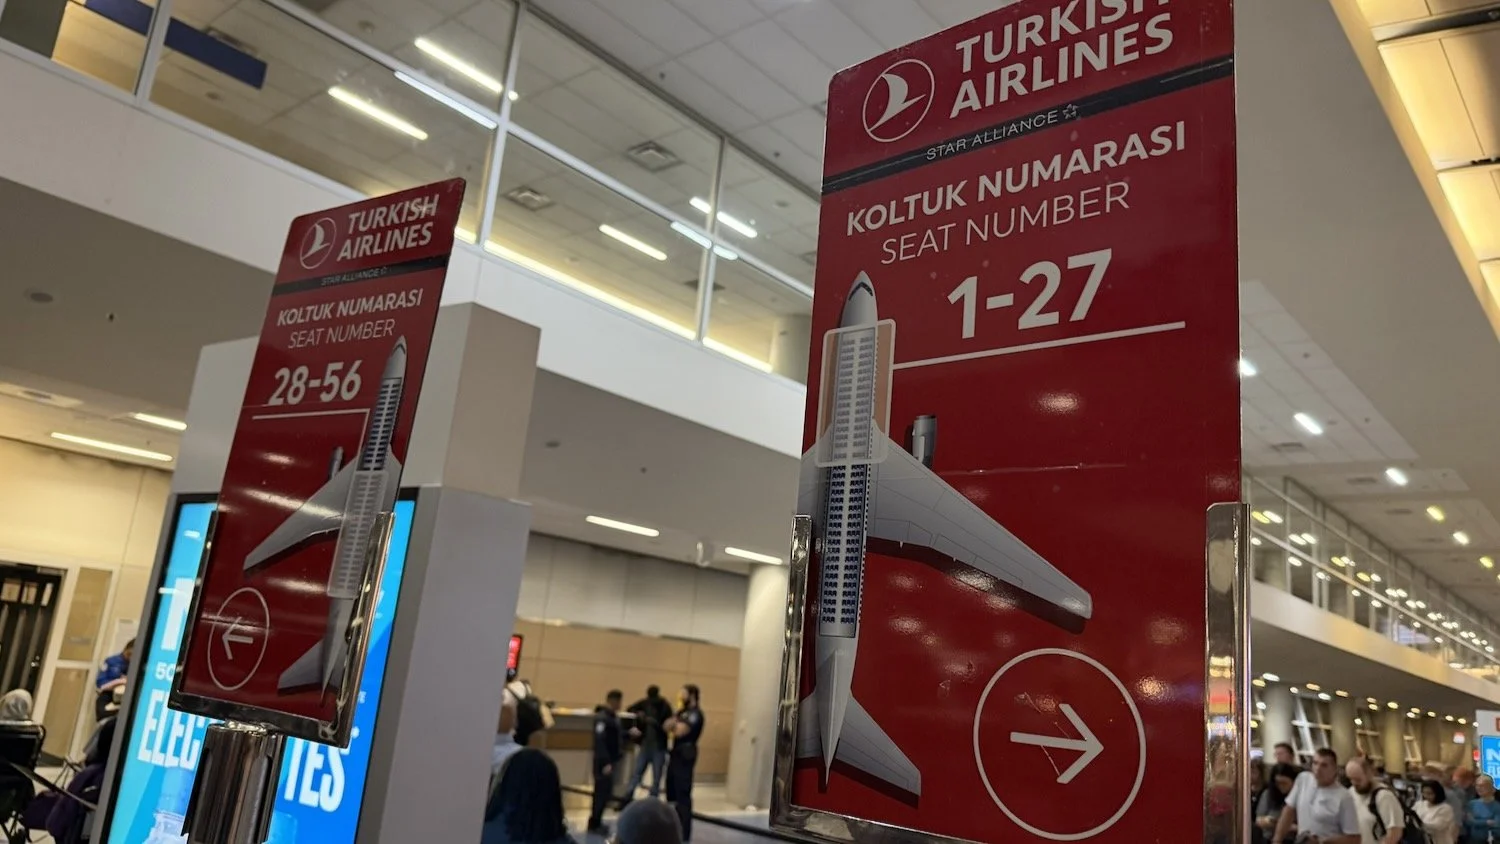 TURKISH
AIRLINES
STAR ALLIANCE
KOLTUK NUMARASI
SEAT NUMBER
28-56
TURKISH
AIRLINES
STAR ALLIANCE
KOLTUK NUMARASI
SEAT NUMBER
1-27